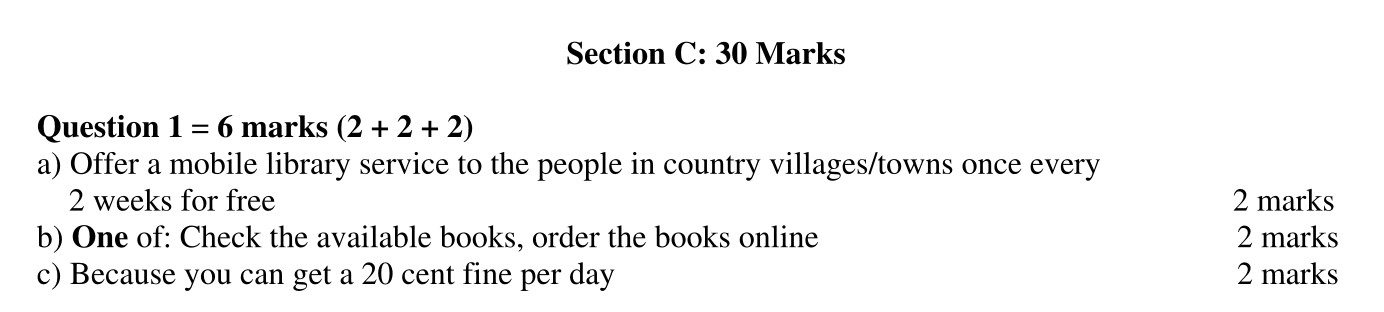 Section C: 30 Marks
Question 1 = 6 marks (2 + 2 + 2)
a) Offer a mobile library service to the people in country villages/towns once every
2 weeks for free 2 marks
b) One of: Check the available books, order the books online 2 marks
c) Because you can get a 20 cent fine per day 2 marks